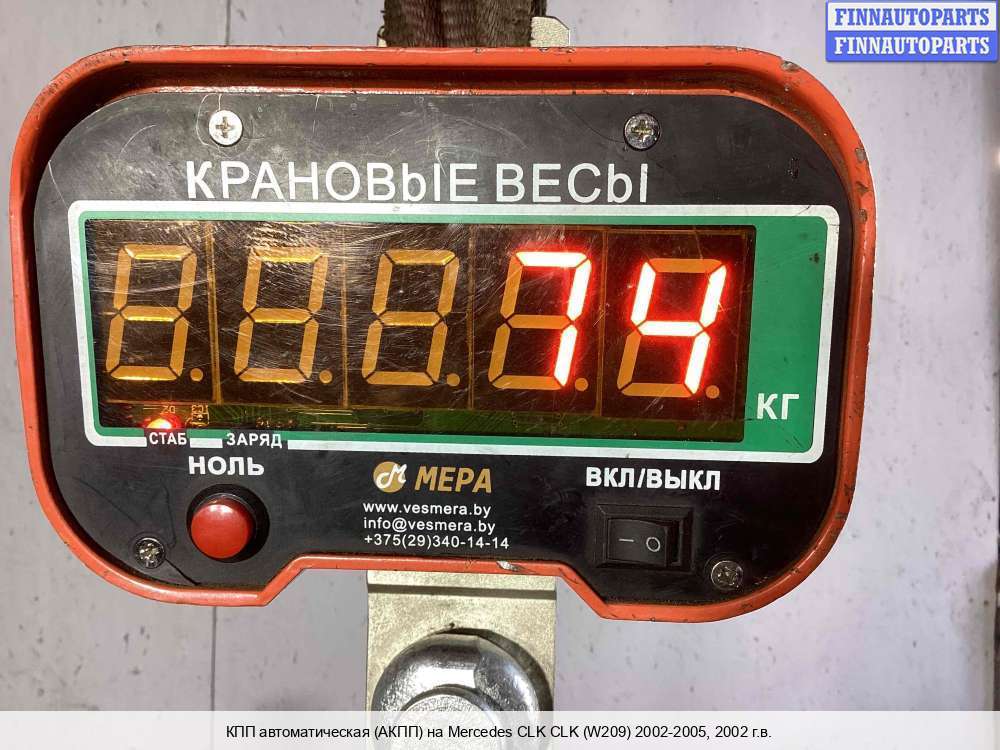 FINNAUTOPARTS
FINNAUTOPARTS
КРАНОВЫЕ ВЕСЫ
74
КГ
СТАБ ЗАРЯД
НОЛЬ
МЕРА
ВКЛ/ВЫКЛ
www.vesmera.by
info@vesmera.by
+375(29)340-14-14
КПП автоматическая (АКПП) на Mercedes CLK CLK (W209) 2002-2005, 2002 г.в.